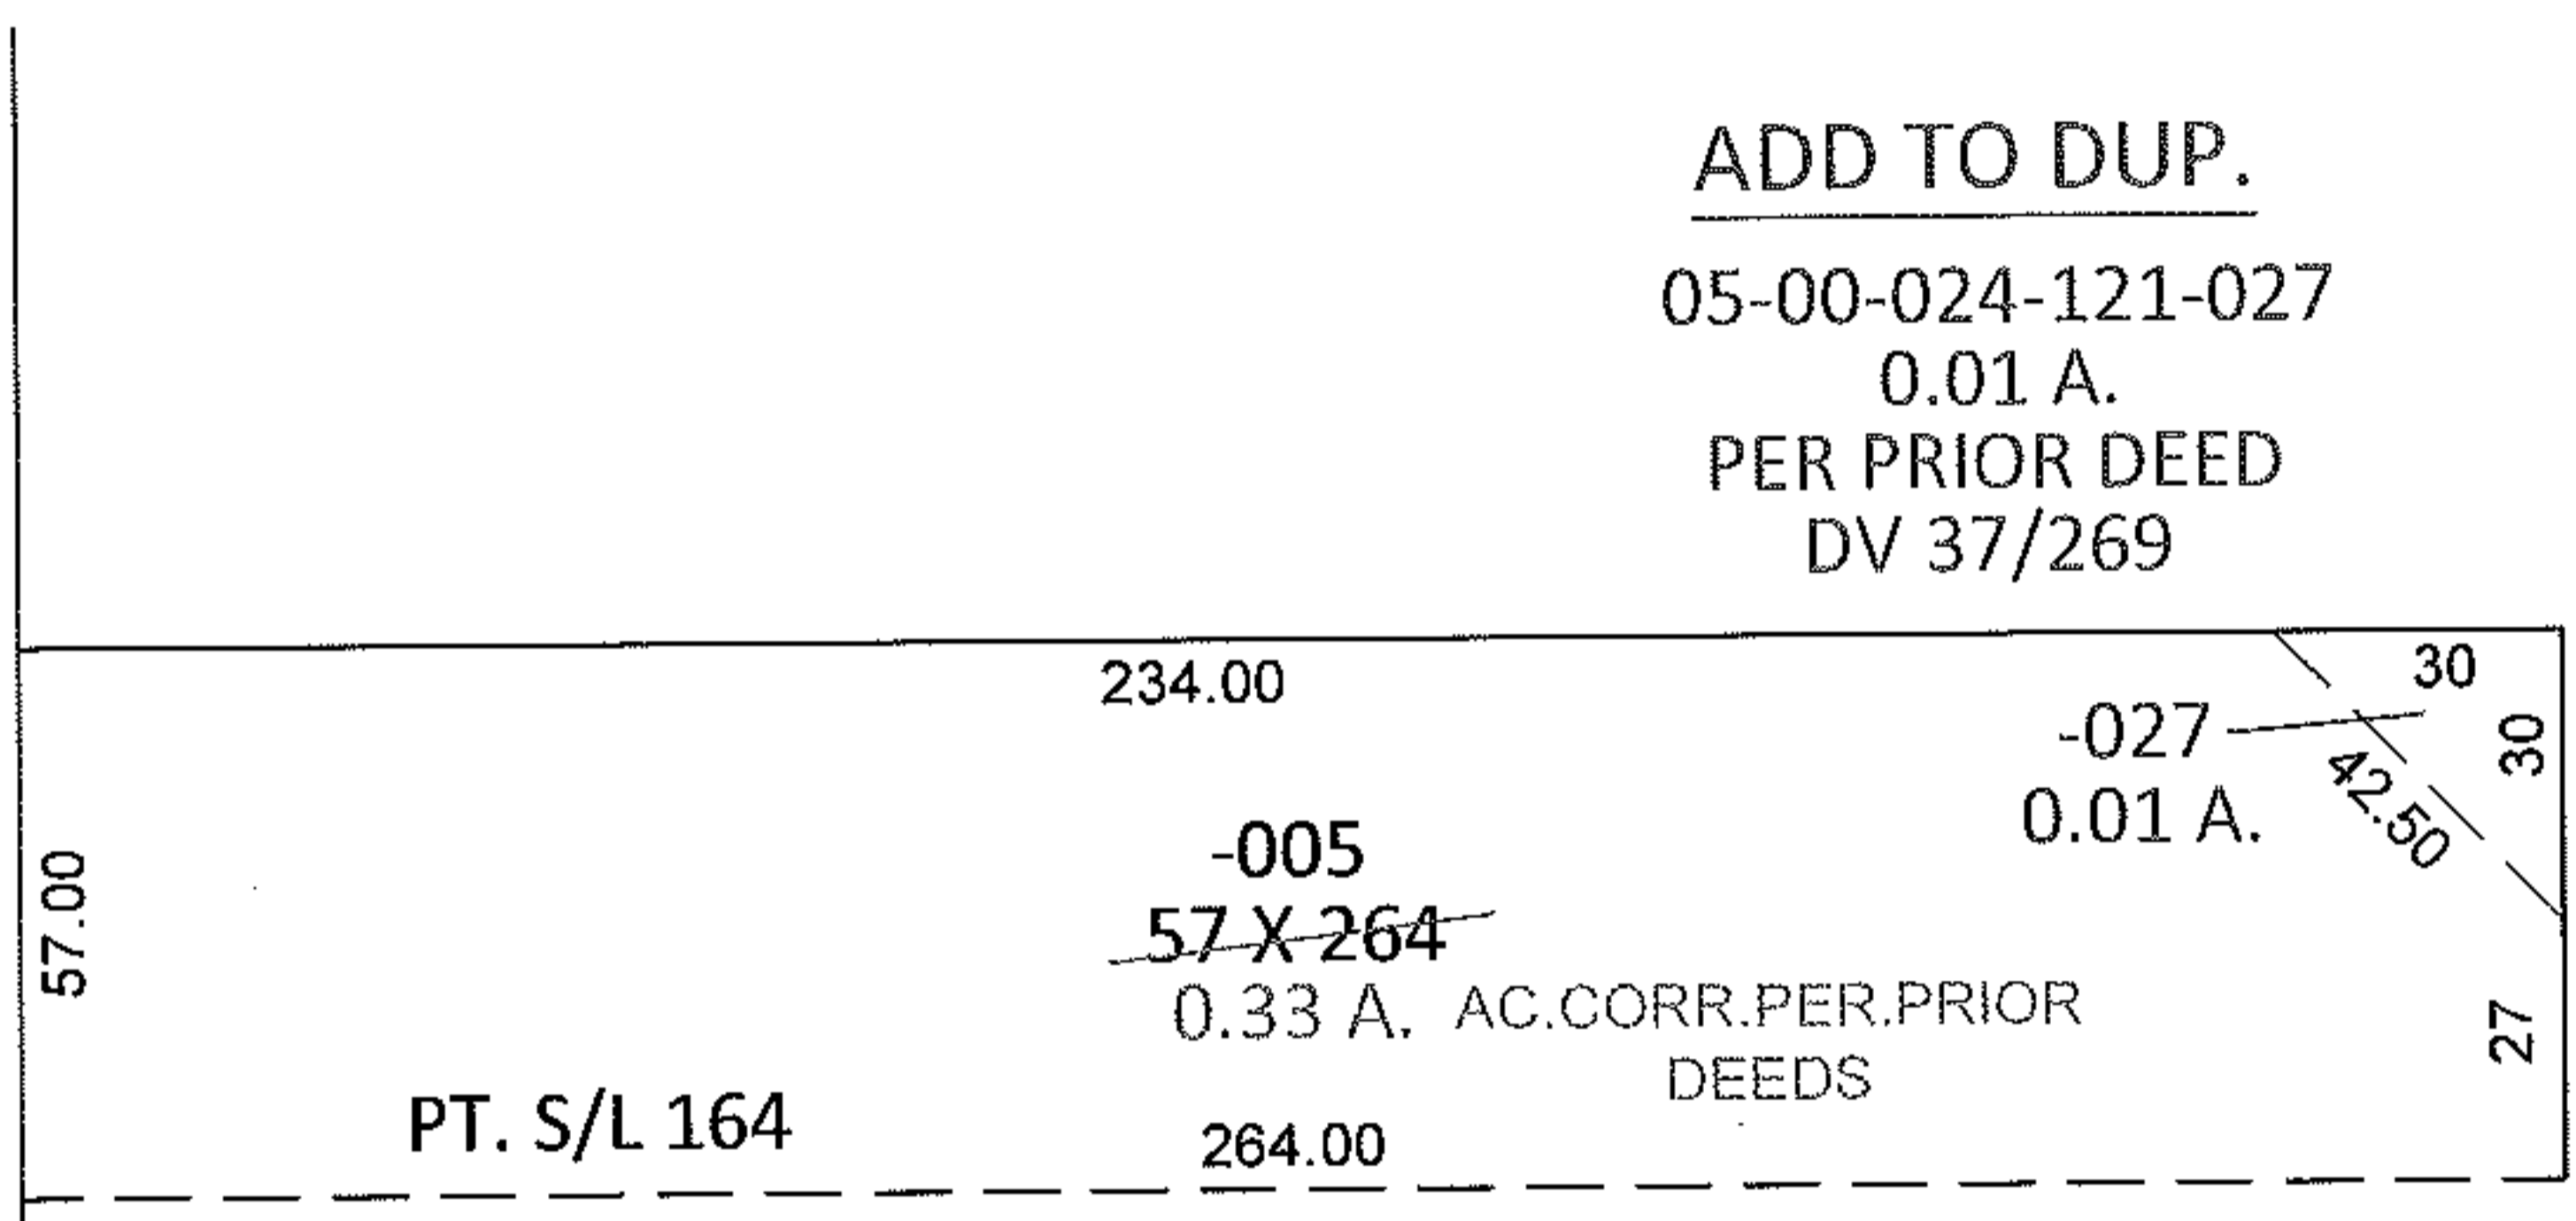 ADD TO DUP.
05-00-024-121-027
0.01 A.
PER PRIOR DEED
DV 37/269
234.00
30
-027
30
0.01 A.
42.50
57.00
-005
57 X 264
0.33 A. AC.CORR.PER.PRIOR
DEEDS
27
PT. S/L 164
264.00